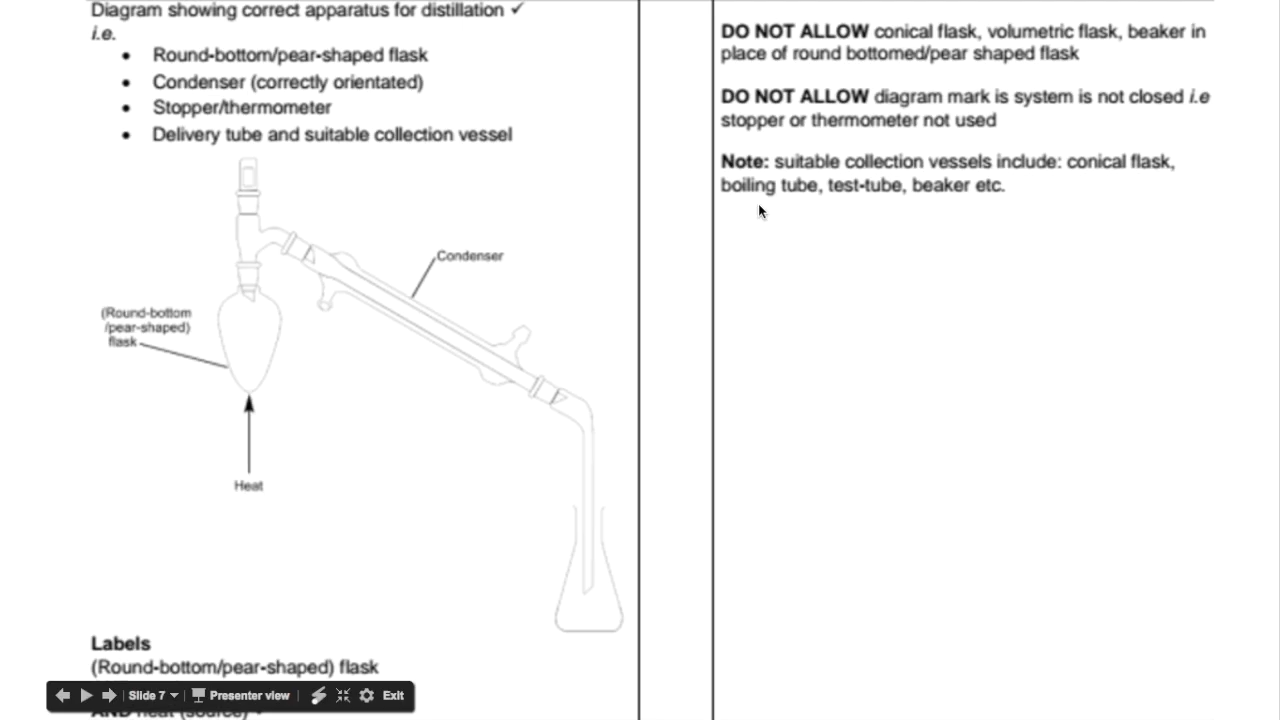 Diagram showing correct apparatus for distillation ✓
i.e.
• Round-bottom/pear-shaped flask
• Condenser (correctly orientated)
• Stopper/thermometer
• Delivery tube and suitable collection vessel
Condenser
(Round-bottom
/pear-shaped)
flask
Heat
Labels
(Round-bottom/pear-shaped) flask
AND heat (source)
DO NOT ALLOW conical flask, volumetric flask, beaker in
place of round bottomed/pear shaped flask
DO NOT ALLOW diagram mark is system is not closed i.e
stopper or thermometer not used
Note: suitable collection vessels include: conical flask,
boiling tube, test-tube, beaker etc.
Slide 7 Presenter view Exit